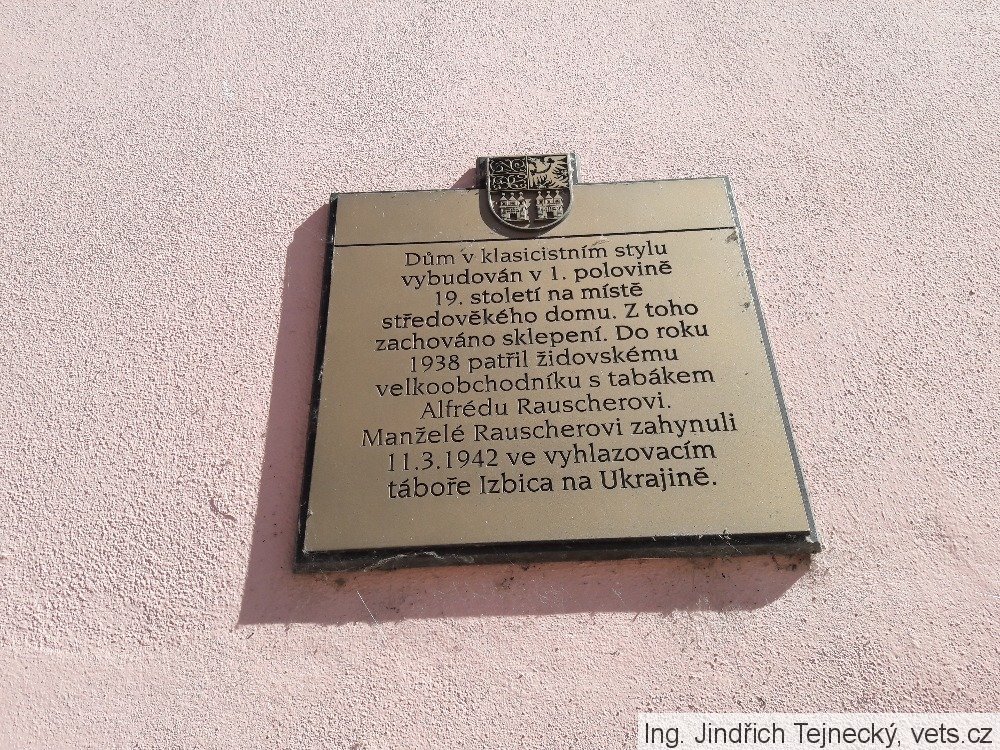 Dům v klasicistním stylu
vybudován v 1. polovině
19. století na místě
středověkého domu. Z toho
zachováno sklepení. Do roku
1938 patřil židovskému
velkoobchodníku s tabákem
Alfrédu Rauscherovi.
Manželé Rauscherovi zahynuli
11.3.1942 ve vyhlazovacím
táboře Izbica na Ukrajině.
Ing. Jindřich Tejnecký, vets.cz